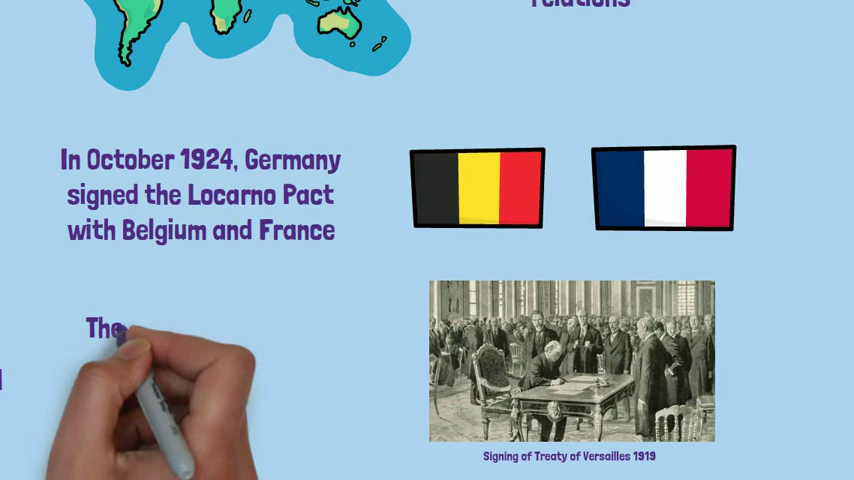 relations
In October 1924, Germany
signed the Locarno Pact
with Belgium and France
The
Signing of Treaty of Versailles 1919